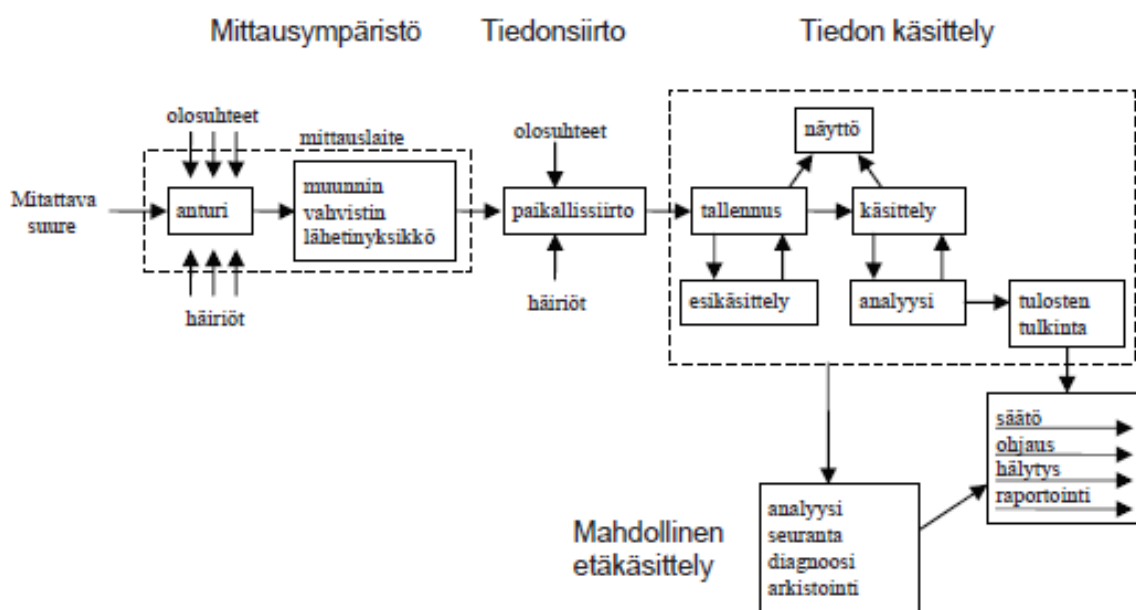 Mittausympäristö
Tiedonsiirto
Tiedon käsittely
olosuhteet
mittauslaite
Mitattava
suure
anturi
muunnin
vahvistin
lähetinyksikkö
häiriöt
olosuhteet
paikallissiirto
häiriöt
näyttö
tallennus
käsittely
esikäsittely
analyysi
tulosten
tulkinta
säätö
ohjaus
hälytys
raportointi
Mahdollinen
etäkäsittely
analyysi
seuranta
diagnoosi
arkistointi